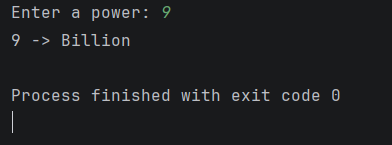 Enter a power: 9
9 -> Billion
Process finished with exit code 0